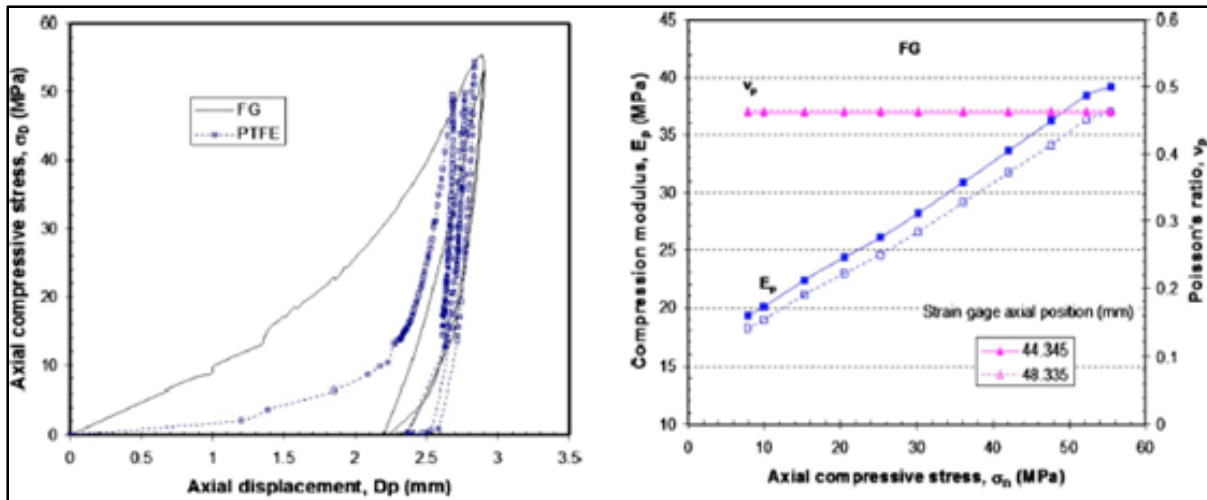 60
50
40
30
20
10
0
Axial compressive stress, σD (MPa)
FG
PTFE
0 0.5 1 1.5 2 2.5 3 3.5
Axial displacement, Dp (mm)
45
40
35
30
25
20
15
10
Compression modulus, Ep (MPa)
FG
νp
Ep
Strain gage axial position (mm)
44.345
48.335
0.6
0.5
0.4
0.3
0.2
0.1
0
Poisson's ratio, νp
0 10 20 30 40 50 60
Axial compressive stress, σn (MPa)